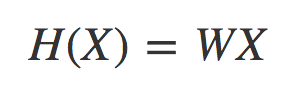 H(X) = WX